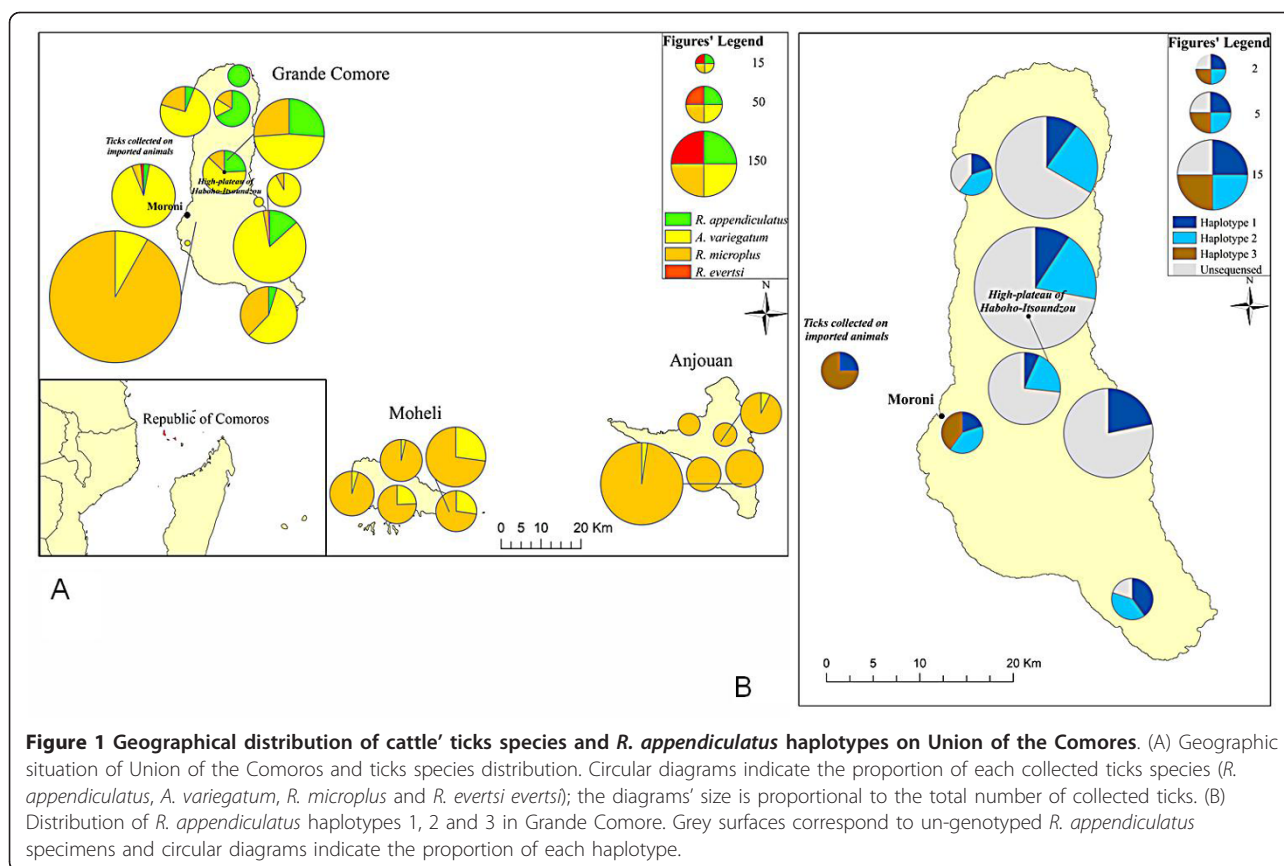 Figures' Legend
15
50
150
R. appendiculatus
A. variegatum
R. microplus
R. evertsi
N
Grande Comore
Ticks collected on
imported animals
High-plateau of
Haboho-Itsoundzou
Moroni
Republic of Comoros
Moheli
Anjouan
0 5 10 20 Km
A
Figures' Legend
2
5
15
Haplotype 1
Haplotype 2
Haplotype 3
Unsequensed
N
High-plateau of
Haboho-Itsoundzou
Ticks collected on
imported animals
Moroni
0 5 10 20 Km
B
Figure 1 Geographical distribution of cattle' ticks species and R. appendiculatus haplotypes on Union of the Comores. (A) Geographic
situation of Union of the Comoros and ticks species distribution. Circular diagrams indicate the proportion of each collected ticks species (R.
appendiculatus, A. variegatum, R. microplus and R. evertsi evertsi); the diagrams' size is proportional to the total number of collected ticks. (B)
Distribution of R. appendiculatus haplotypes 1, 2 and 3 in Grande Comore. Grey surfaces correspond to un-genotyped R. appendiculatus
specimens and circular diagrams indicate the proportion of each haplotype.